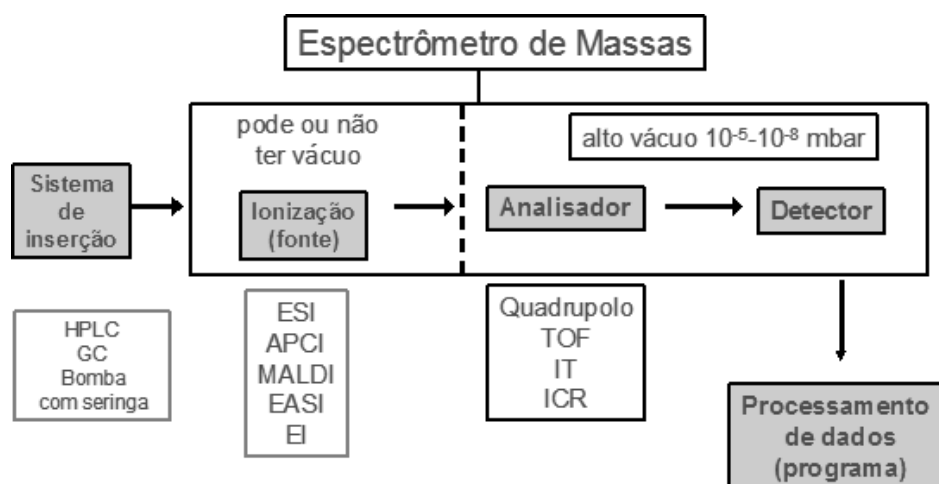 Espectrômetro de Massas
pode ou não
ter vácuo
alto vácuo 10⁻⁵-10⁻⁸ mbar
Sistema
de
inserção
Ionização
(fonte)
Analisador
Detector
HPLC
GC
Bomba
com seringa
ESI
APCI
MALDI
EASI
EI
Quadrupolo
TOF
IT
ICR
Processamento
de dados
(programa)